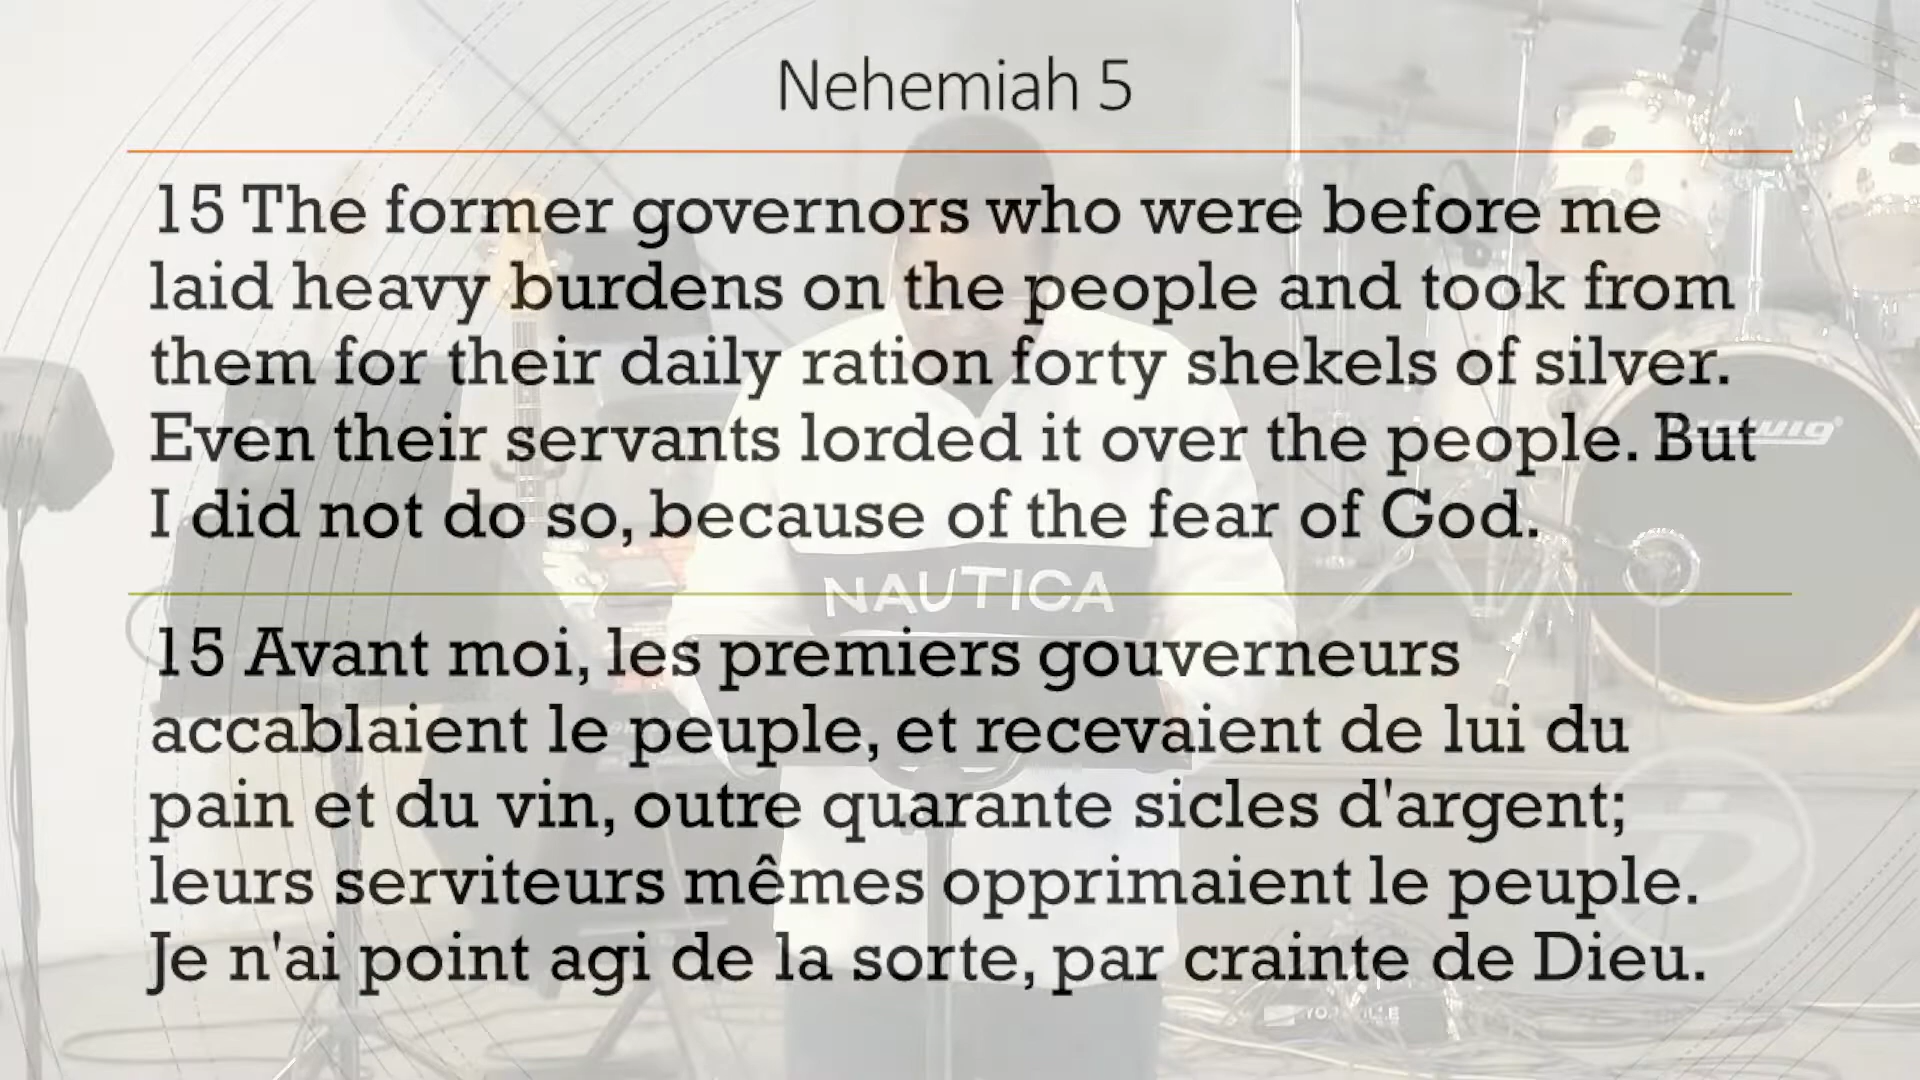 Nehemiah 5
15 The former governors who were before me
laid heavy burdens on the people and took from
them for their daily ration forty shekels of silver.
Even their servants lorded it over the people. But
I did not do so, because of the fear of God.
NAUTICA
15 Avant moi, les premiers gouverneurs
accablaient le peuple, et recevaient de lui du
pain et du vin, outre quarante sicles d'argent;
leurs serviteurs mêmes opprimaient le peuple.
Je n'ai point agi de la sorte, par crainte de Dieu.